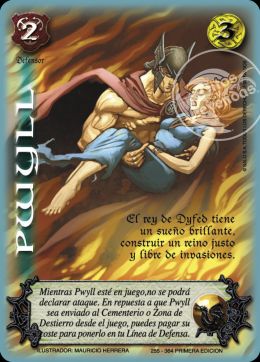 2
3
Defensor
PWYLL
El rey de Dyfed tiene
un sueño brillante,
construir un reino justo
y libre de invasiones.
Mientras Pwyll esté en juego,no se podrá
declarar ataque. En repuesta a que Pwyll
sea enviado al Cementerio o Zona de
Destierro desde el juego, puedes pagar su
coste para ponerlo en tu Línea de Defensa.
ILUSTRADOR: MAURICIO HERRERA 255 - 364 PRIMERA EDICION